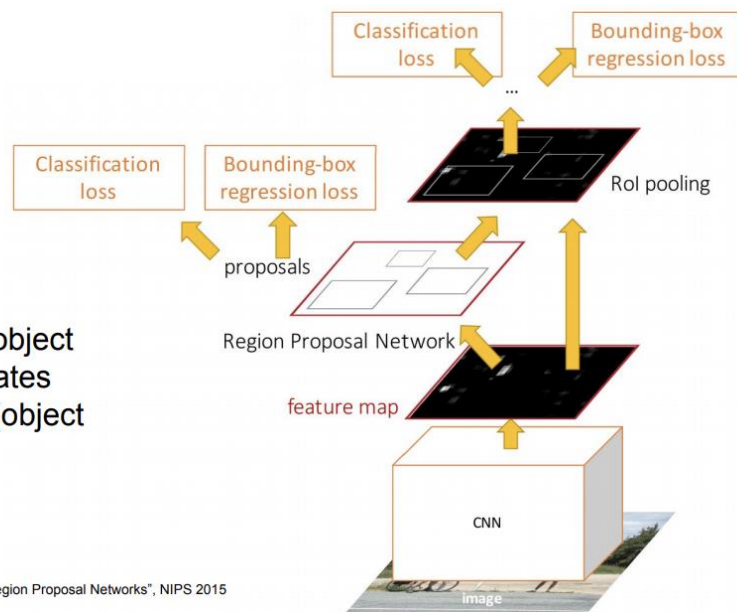 Classification
loss
Bounding-box
regression loss
...
Classification
loss
Bounding-box
regression loss
RoI pooling
proposals
Region Proposal Network
feature map
CNN
image
object
ates
object
egion Proposal Networks”, NIPS 2015